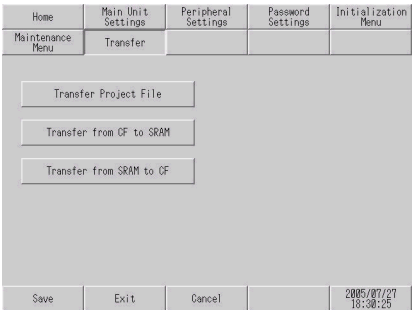 Home
Main Unit
Settings
Peripheral
Settings
Password
Settings
Initialization
Menu
Maintenance
Menu
Transfer
Transfer Project File
Transfer from CF to SRAM
Transfer from SRAM to CF
Save
Exit
Cancel
2005/07/27
18:30:25